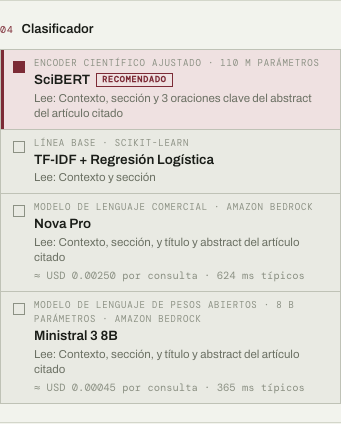 04 Clasificador
ENCODER CIENTÍFICO AJUSTADO · 110 M PARÁMETROS
SciBERT RECOMENDADO
Lee: Contexto, sección y 3 oraciones clave del abstract
del artículo citado
LÍNEA BASE · SCIKIT-LEARN
TF-IDF + Regresión Logística
Lee: Contexto y sección
MODELO DE LENGUAJE COMERCIAL · AMAZON BEDROCK
Nova Pro
Lee: Contexto, sección, y título y abstract del artículo
citado
≈ USD 0.00250 por consulta · 624 ms típicos
MODELO DE LENGUAJE DE PESOS ABIERTOS · 8 B
PARÁMETROS · AMAZON BEDROCK
Ministral 3 8B
Lee: Contexto, sección, y título y abstract del artículo
citado
≈ USD 0.00045 por consulta · 365 ms típicos